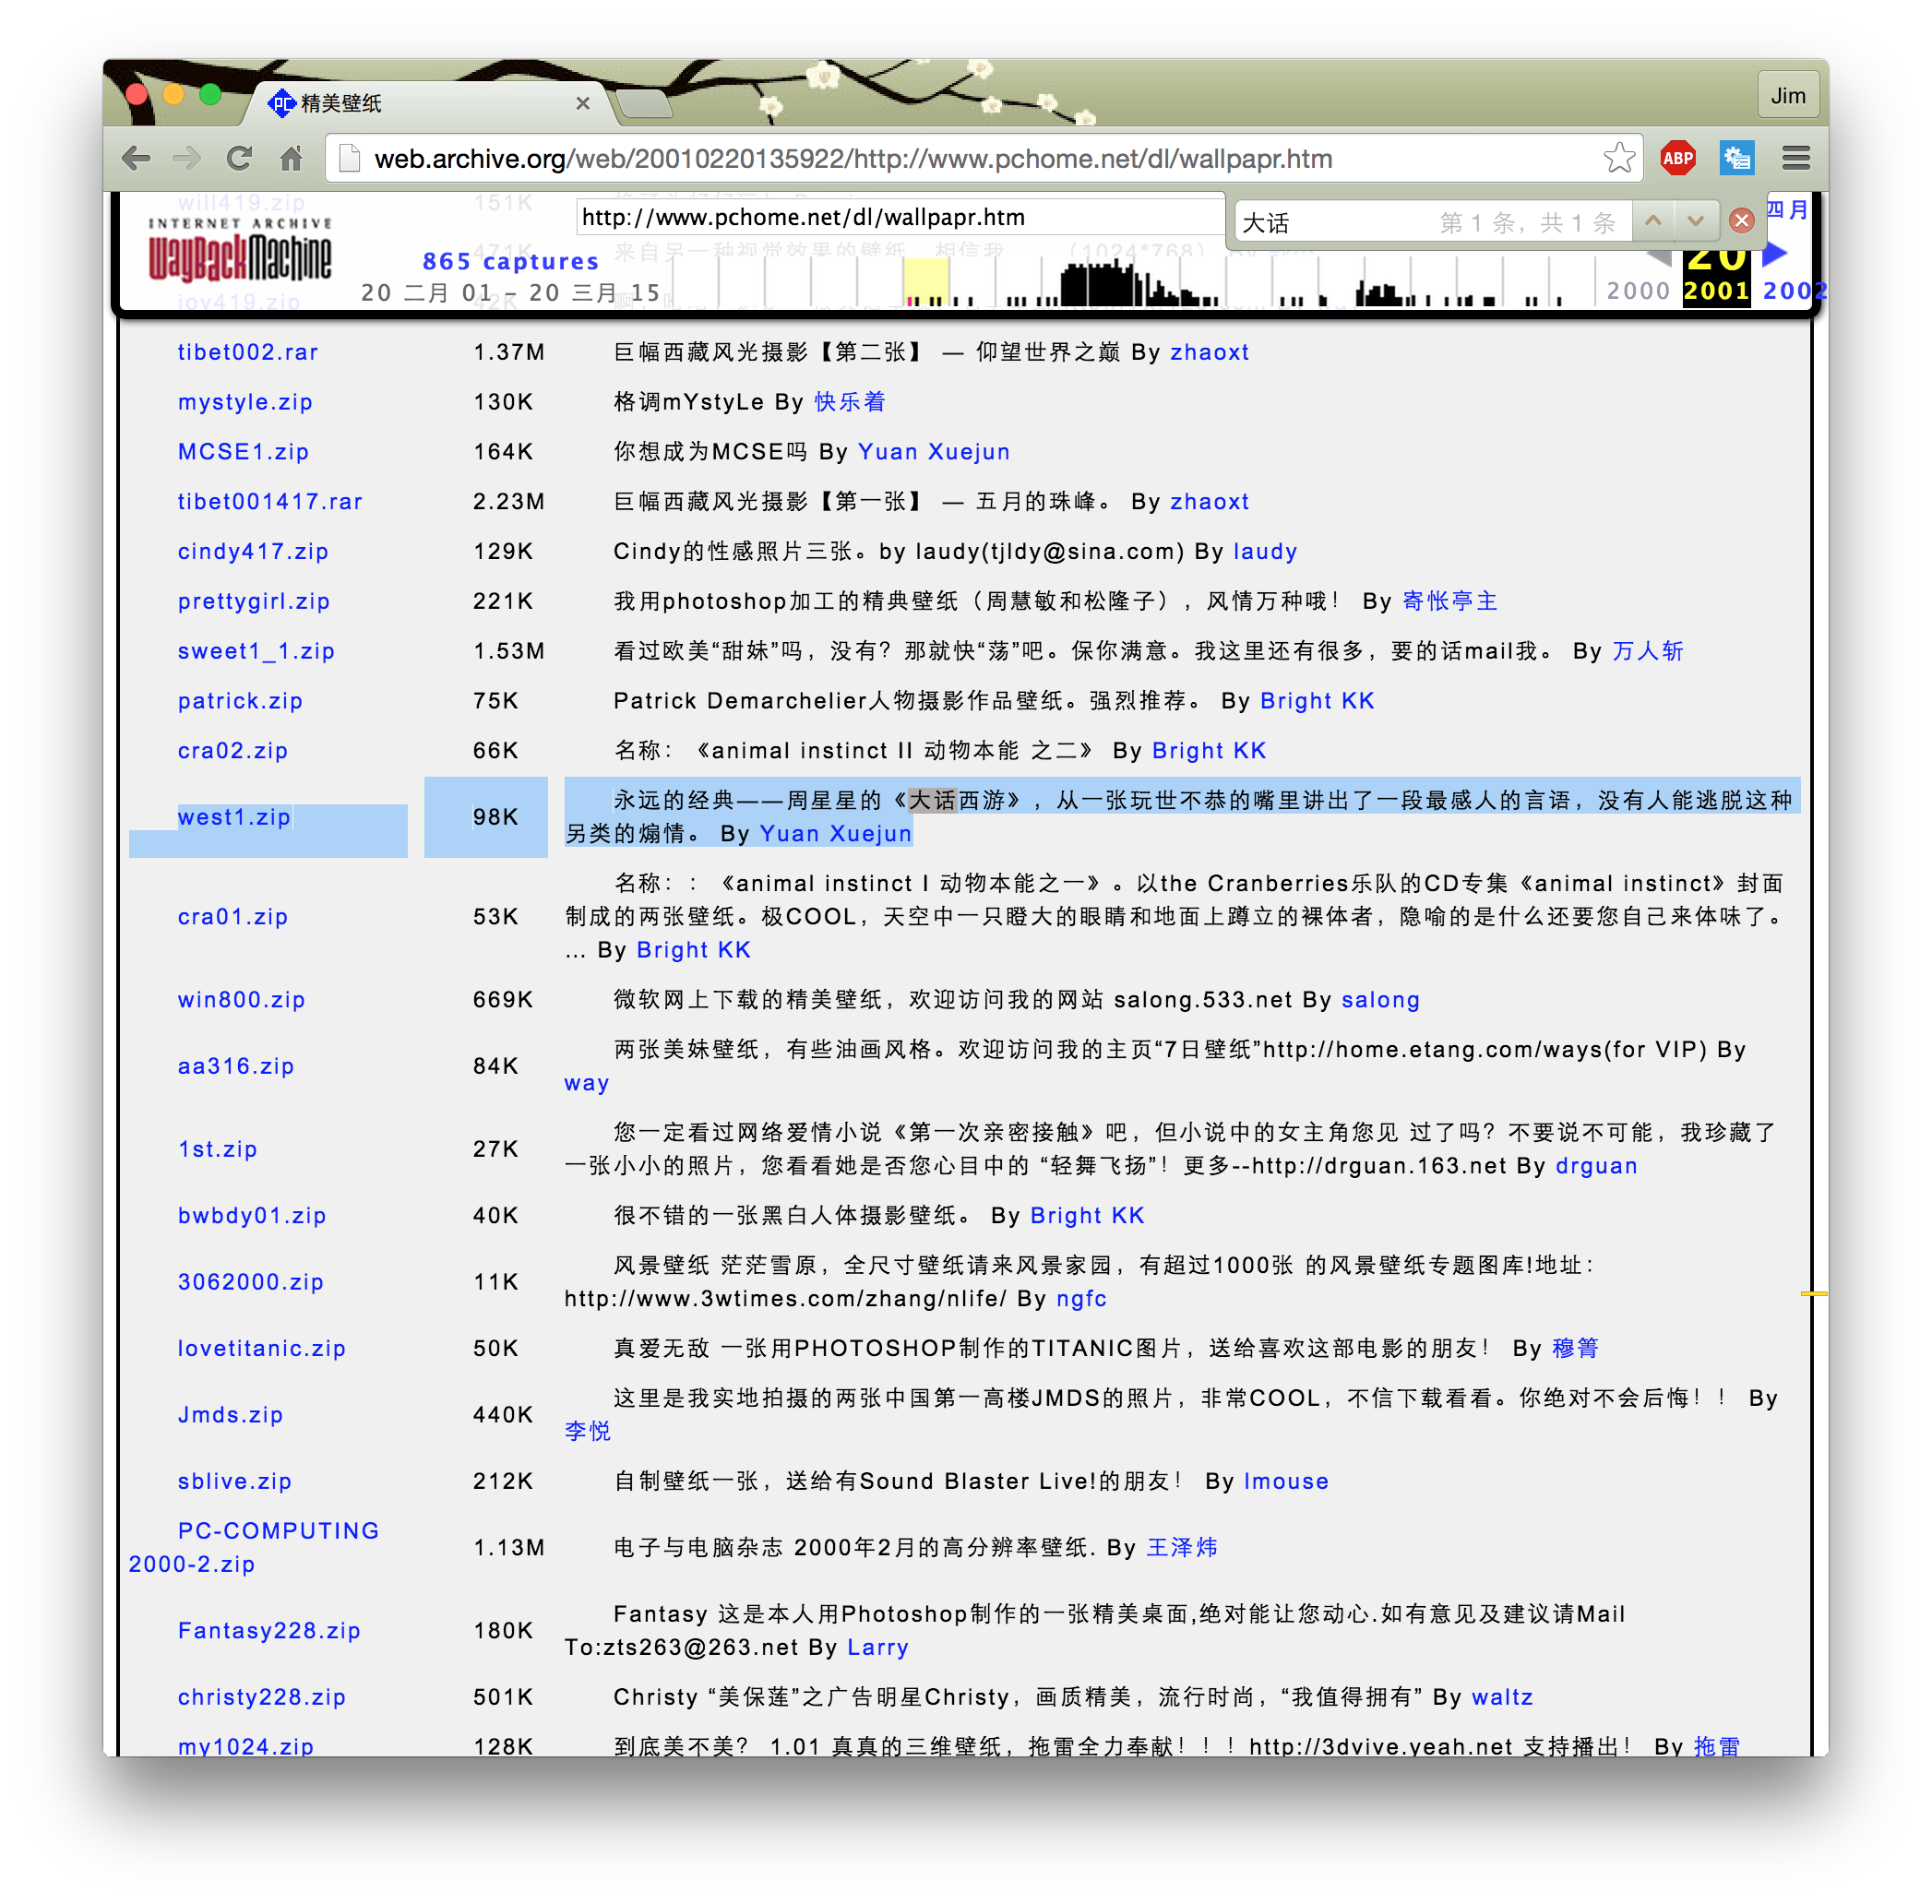 精美壁纸
Jim
web.archive.org/web/20010220135922/http://www.pchome.net/dl/wallpapr.htm
ABP
will419.zip 151K
INTERNET ARCHIVE
WayBackMachine
http://www.pchome.net/dl/wallpapr.htm
大话 第 1 条，共 1 条
四月
471K 来自另一种视觉效果的壁纸，相信我 (1024*768) By
865 captures
20 二月 01 - 20 三月 15
20
2000 2001 2002
joy419.zip 42K
tibet002.rar 1.37M 巨幅西藏风光摄影【第二张】 — 仰望世界之巅 By zhaoxt
mystyle.zip 130K 格调mYstyLe By 快乐着
MCSE1.zip 164K 你想成为MCSE吗 By Yuan Xuejun
tibet001417.rar 2.23M 巨幅西藏风光摄影【第一张】 — 五月的珠峰。 By zhaoxt
cindy417.zip 129K Cindy的性感照片三张。by laudy(tjldy@sina.com) By laudy
prettygirl.zip 221K 我用photoshop加工的精典壁纸（周慧敏和松隆子），风情万种哦！ By 寄怅亭主
sweet1_1.zip 1.53M 看过欧美“甜妹”吗，没有？那就快“荡”吧。保你满意。我这里还有很多，要的话mail我。 By 万人斩
patrick.zip 75K Patrick Demarchelier人物摄影作品壁纸。强烈推荐。 By Bright KK
cra02.zip 66K 名称：《animal instinct II 动物本能 之二》 By Bright KK
west1.zip 98K 永远的经典——周星星的《大话西游》，从一张玩世不恭的嘴里讲出了一段最感人的言语，没有人能逃脱这种
另类的煽情。 By Yuan Xuejun
名称：：《animal instinct I 动物本能之一》。以the Cranberries乐队的CD专集《animal instinct》封面
cra01.zip 53K 制成的两张壁纸。极COOL，天空中一只瞪大的眼睛和地面上蹲立的裸体者，隐喻的是什么还要您自己来体味了。
... By Bright KK
win800.zip 669K 微软网上下载的精美壁纸，欢迎访问我的网站 salong.533.net By salong
aa316.zip 84K 两张美妹壁纸，有些油画风格。欢迎访问我的主页“7日壁纸”http://home.etang.com/ways(for VIP) By
way
1st.zip 27K 您一定看过网络爱情小说《第一次亲密接触》吧，但小说中的女主角您见 过了吗？不要说不可能，我珍藏了
一张小小的照片，您看看她是否您心目中的 “轻舞飞扬”！更多--http://drguan.163.net By drguan
bwbdy01.zip 40K 很不错的一张黑白人体摄影壁纸。 By Bright KK
3062000.zip 11K 风景壁纸 茫茫雪原，全尺寸壁纸请来风景家园，有超过1000张 的风景壁纸专题图库!地址：
http://www.3wtimes.com/zhang/nlife/ By ngfc
lovetitanic.zip 50K 真爱无敌 一张用PHOTOSHOP制作的TITANIC图片，送给喜欢这部电影的朋友！ By 穆箐
Jmds.zip 440K 这里是我实地拍摄的两张中国第一高楼JMDS的照片，非常COOL，不信下载看看。你绝对不会后悔！！ By
李悦
sblive.zip 212K 自制壁纸一张，送给有Sound Blaster Live!的朋友！ By Imouse
PC-COMPUTING
2000-2.zip 1.13M 电子与电脑杂志 2000年2月的高分辨率壁纸. By 王泽炜
Fantasy228.zip 180K Fantasy 这是本人用Photoshop制作的一张精美桌面,绝对能让您动心.如有意见及建议请Mail
To:zts263@263.net By Larry
christy228.zip 501K Christy “美保莲”之广告明星Christy，画质精美，流行时尚，“我值得拥有” By waltz
my1024.zip 128K 到底美不美？ 1.01 真真的三维壁纸，拖雷全力奉献！！！http://3dvive.yeah.net 支持播出！ By 拖雷